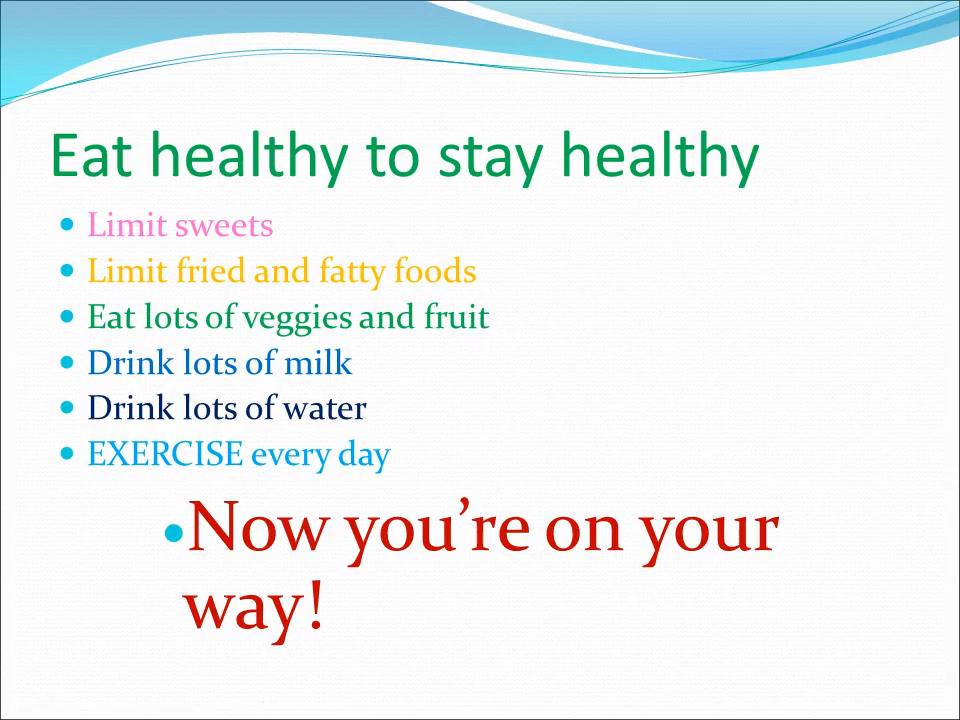 Eat healthy to stay healthy
• Limit sweets
• Limit fried and fatty foods
• Eat lots of veggies and fruit
• Drink lots of milk
• Drink lots of water
• EXERCISE every day
•Now you’re on your
way!